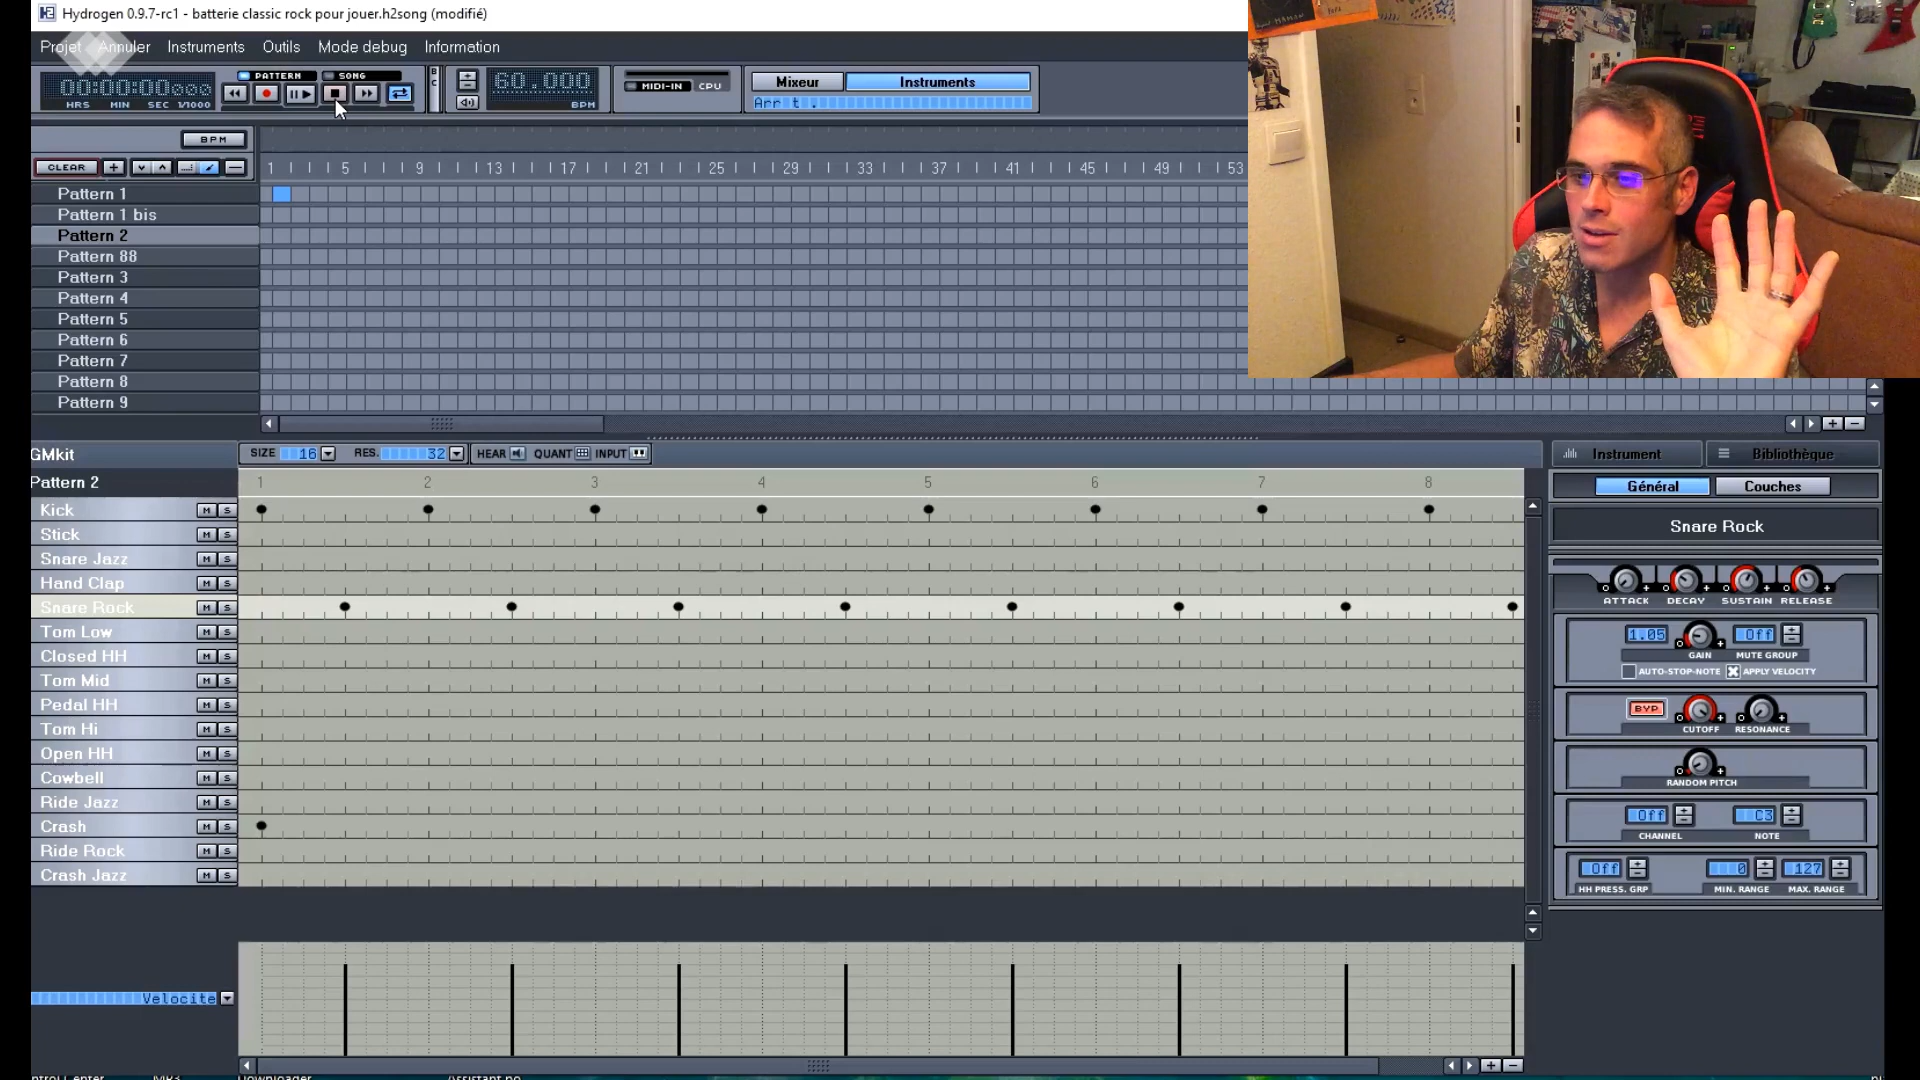 Hydrogen 0.9.7-rc1 - batterie classic rock pour jouer.h2song (modifié)
Projet Annuler Instruments Outils Mode debug Information
PATTERN SONG
00:00:00:000
HRS MIN SEC 1/1000
BC
60.000
BPM
MIDI-IN CPU
Mixeur Instruments
Arr t .
BPM
CLEAR
1 5 9 13 17 21 25 29 33 37 41 45 49 53
Pattern 1
Pattern 1 bis
Pattern 2
Pattern 88
Pattern 3
Pattern 4
Pattern 5
Pattern 6
Pattern 7
Pattern 8
Pattern 9
GMkit
SIZE 16 RES. 32 HEAR QUANT INPUT
Pattern 2
1 2 3 4 5 6 7 8
Kick M S
Stick M S
Snare Jazz M S
Hand Clap M S
Snare Rock M S
Tom Low M S
Closed HH M S
Tom Mid M S
Pedal HH M S
Tom Hi M S
Open HH M S
Cowbell M S
Ride Jazz M S
Crash M S
Ride Rock M S
Crash Jazz M S
Velocite
Instrument Bibliothèque
Général Couches
Snare Rock
ATTACK DECAY SUSTAIN RELEASE
1.05 Off
GAIN MUTE GROUP
AUTO-STOP-NOTE APPLY VELOCITY
BYP
CUTOFF RESONANCE
RANDOM PITCH
Off C3
CHANNEL NOTE
Off 0 127
HH PRESS. GRP MIN. RANGE MAX. RANGE